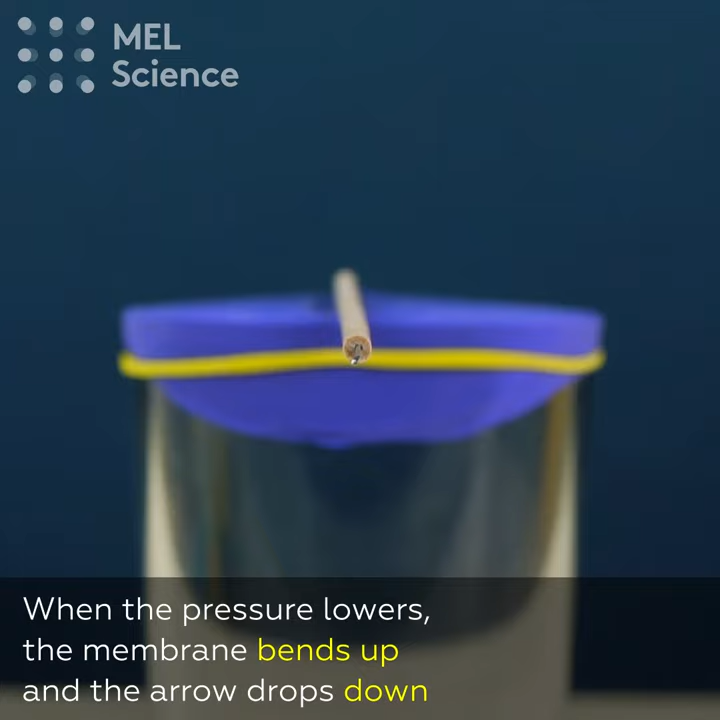 MEL
Science
When the pressure lowers,
the membrane bends up
and the arrow drops down